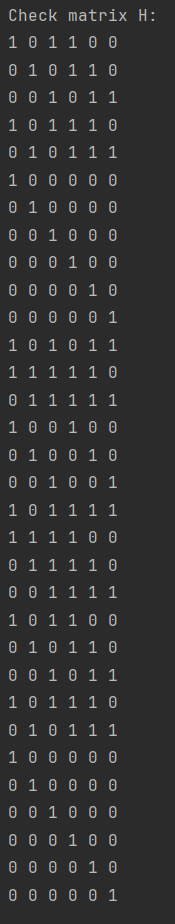 Check matrix H:
1 0 1 1 0 0
0 1 0 1 1 0
0 0 1 0 1 1
1 0 1 1 1 0
0 1 0 1 1 1
1 0 0 0 0 0
0 1 0 0 0 0
0 0 1 0 0 0
0 0 0 1 0 0
0 0 0 0 1 0
0 0 0 0 0 1
1 0 1 0 1 1
1 1 1 1 1 0
0 1 1 1 1 1
1 0 0 1 0 0
0 1 0 0 1 0
0 0 1 0 0 1
1 0 1 1 1 1
1 1 1 1 0 0
0 1 1 1 1 0
0 0 1 1 1 1
1 0 1 1 0 0
0 1 0 1 1 0
0 0 1 0 1 1
1 0 1 1 1 0
0 1 0 1 1 1
1 0 0 0 0 0
0 1 0 0 0 0
0 0 1 0 0 0
0 0 0 1 0 0
0 0 0 0 1 0
0 0 0 0 0 1